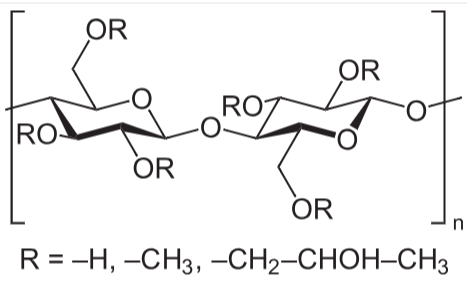 OR
O
RO
OR
O
RO
OR
O
O
OR
n
R = –H, –CH₃, –CH₂–CHOH–CH₃